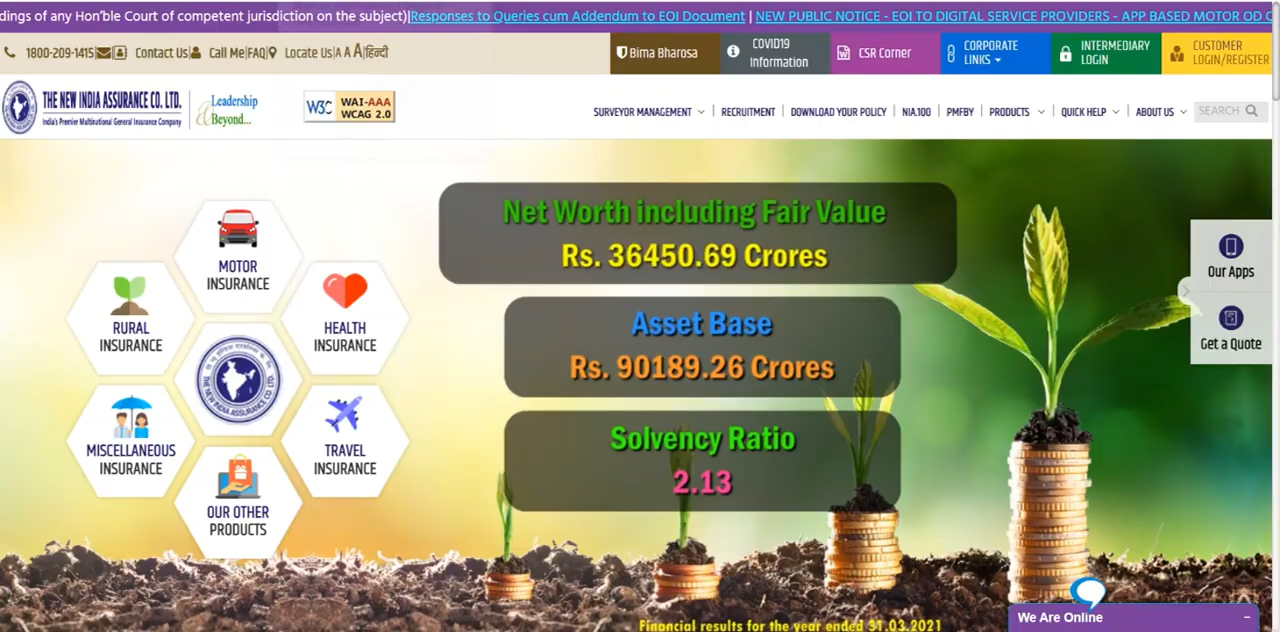 dings of any Hon'ble Court of competent jurisdiction on the subject)|Responses to Queries cum Addendum to EOI Document | NEW PUBLIC NOTICE - EOI TO DIGITAL SERVICE PROVIDERS - APP BASED MOTOR OD C
1800-209-1415 Contact Us| Call Me|FAQ| Locate Us|A A A|हिन्दी
Bima Bharosa
COVID19
Information
CSR Corner
CORPORATE
LINKS
INTERMEDIARY
LOGIN
CUSTOMER
LOGIN/REGISTER
THE NEW INDIA ASSURANCE CO. LTD.
India's Premier Multinational General Insurance Company
Leadership
& Beyond...
W3C WAI-AAA
WCAG 2.0
SURVEYOR MANAGEMENT | RECRUITMENT | DOWNLOAD YOUR POLICY | NIA.100 | PMFBY | PRODUCTS | QUICK HELP | ABOUT US
SEARCH
MOTOR
INSURANCE
RURAL
INSURANCE
HEALTH
INSURANCE
MISCELLANEOUS
INSURANCE
TRAVEL
INSURANCE
OUR OTHER
PRODUCTS
Net Worth including Fair Value
Rs. 36450.69 Crores
Asset Base
Rs. 90189.26 Crores
Solvency Ratio
2.13
Our Apps
Get a Quote
Financial results for the year ended 31.03.2021
We Are Online